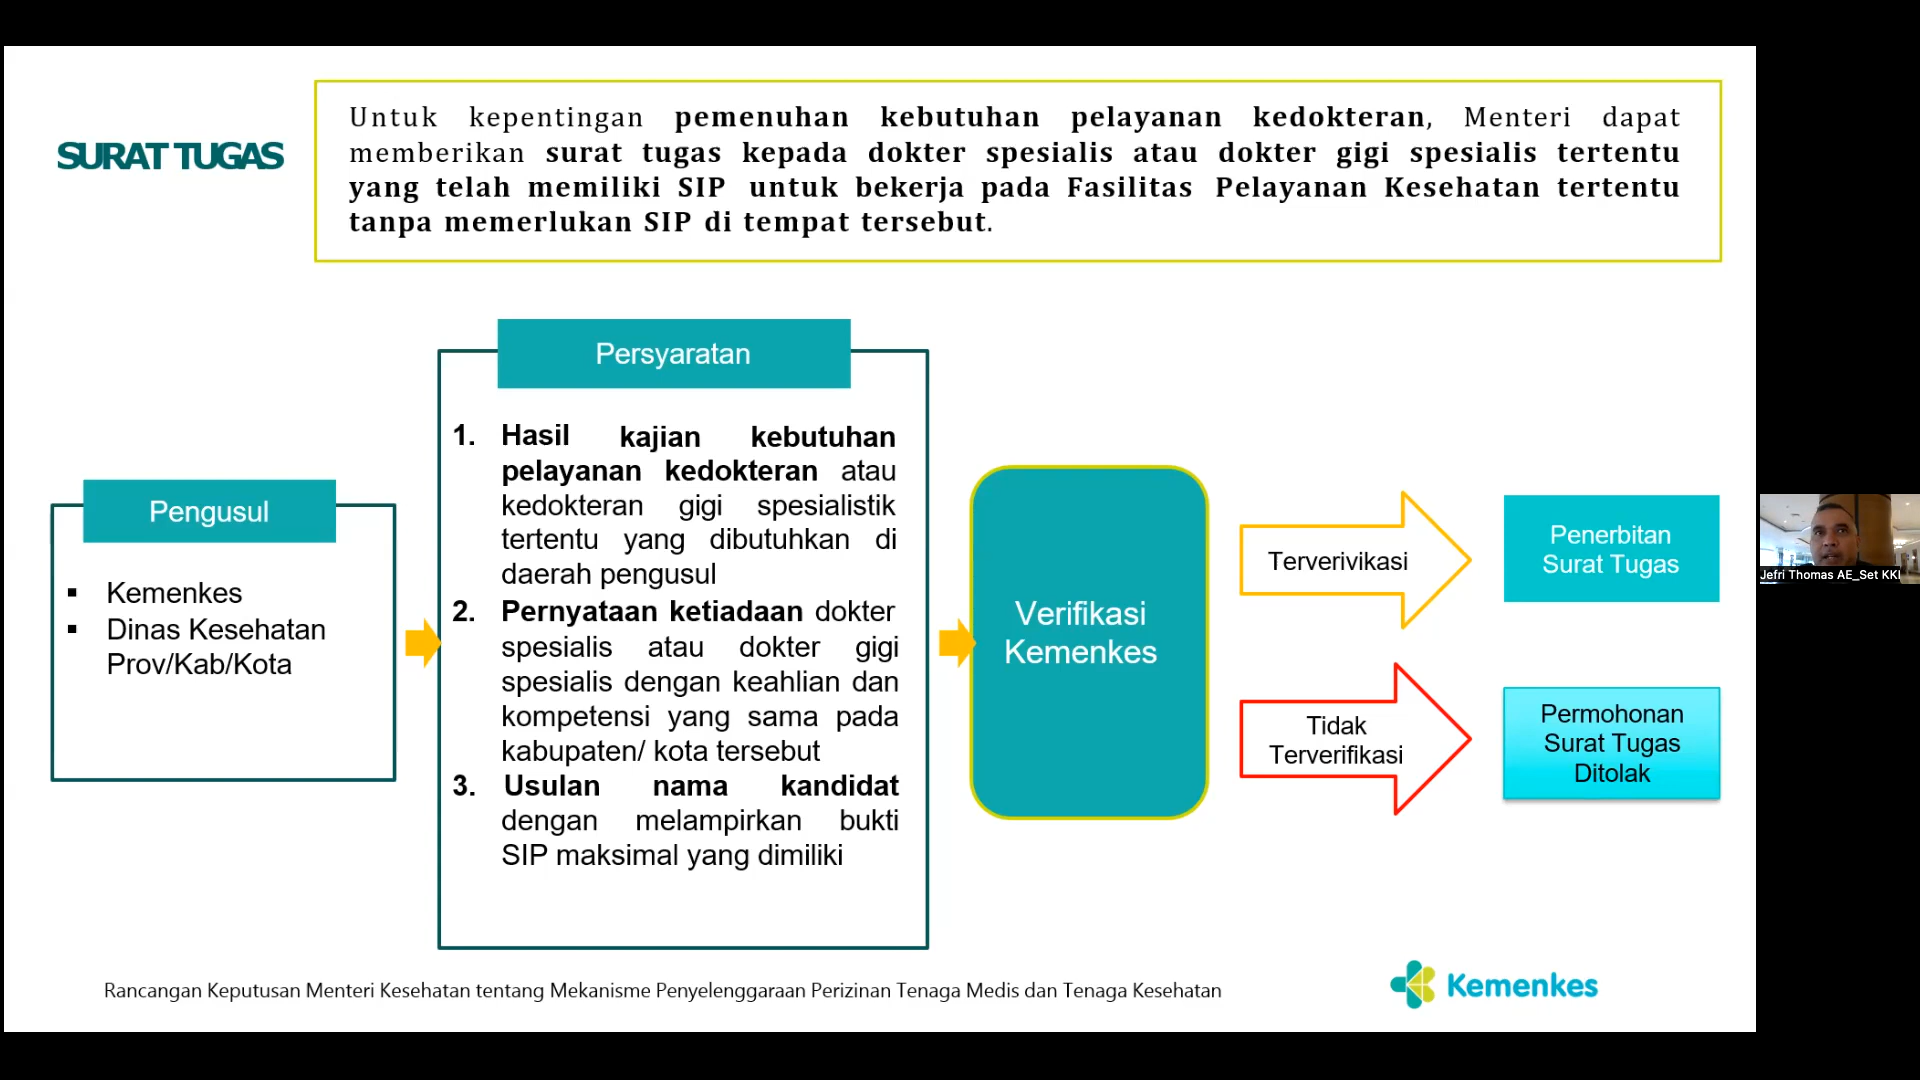 SURAT TUGAS
Untuk kepentingan pemenuhan kebutuhan pelayanan kedokteran, Menteri dapat
memberikan surat tugas kepada dokter spesialis atau dokter gigi spesialis tertentu
yang telah memiliki SIP untuk bekerja pada Fasilitas Pelayanan Kesehatan tertentu
tanpa memerlukan SIP di tempat tersebut.
Pengusul
▪ Kemenkes
▪ Dinas Kesehatan
Prov/Kab/Kota
Persyaratan
1. Hasil kajian kebutuhan
pelayanan kedokteran atau
kedokteran gigi spesialistik
tertentu yang dibutuhkan di
daerah pengusul
2. Pernyataan ketiadaan dokter
spesialis atau dokter gigi
spesialis dengan keahlian dan
kompetensi yang sama pada
kabupaten/ kota tersebut
3. Usulan nama kandidat
dengan melampirkan bukti
SIP maksimal yang dimiliki
Verifikasi
Kemenkes
Terverivikasi
Penerbitan
Surat Tugas
Tidak
Terverifikasi
Permohonan
Surat Tugas
Ditolak
Jefri Thomas AE_Set KKI
Rancangan Keputusan Menteri Kesehatan tentang Mekanisme Penyelenggaraan Perizinan Tenaga Medis dan Tenaga Kesehatan
Kemenkes